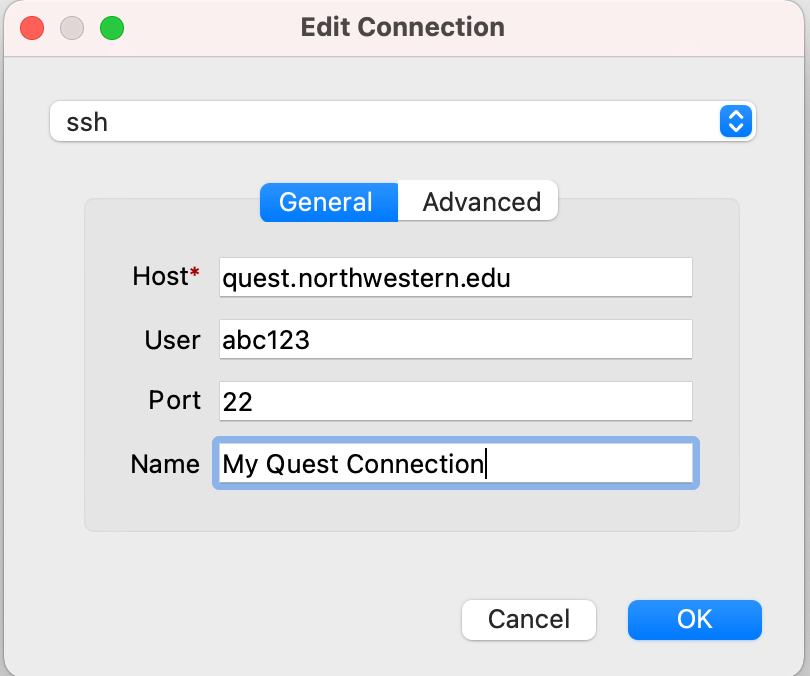 Edit Connection
ssh
General Advanced
Host* quest.northwestern.edu
User abc123
Port 22
Name My Quest Connection
Cancel OK